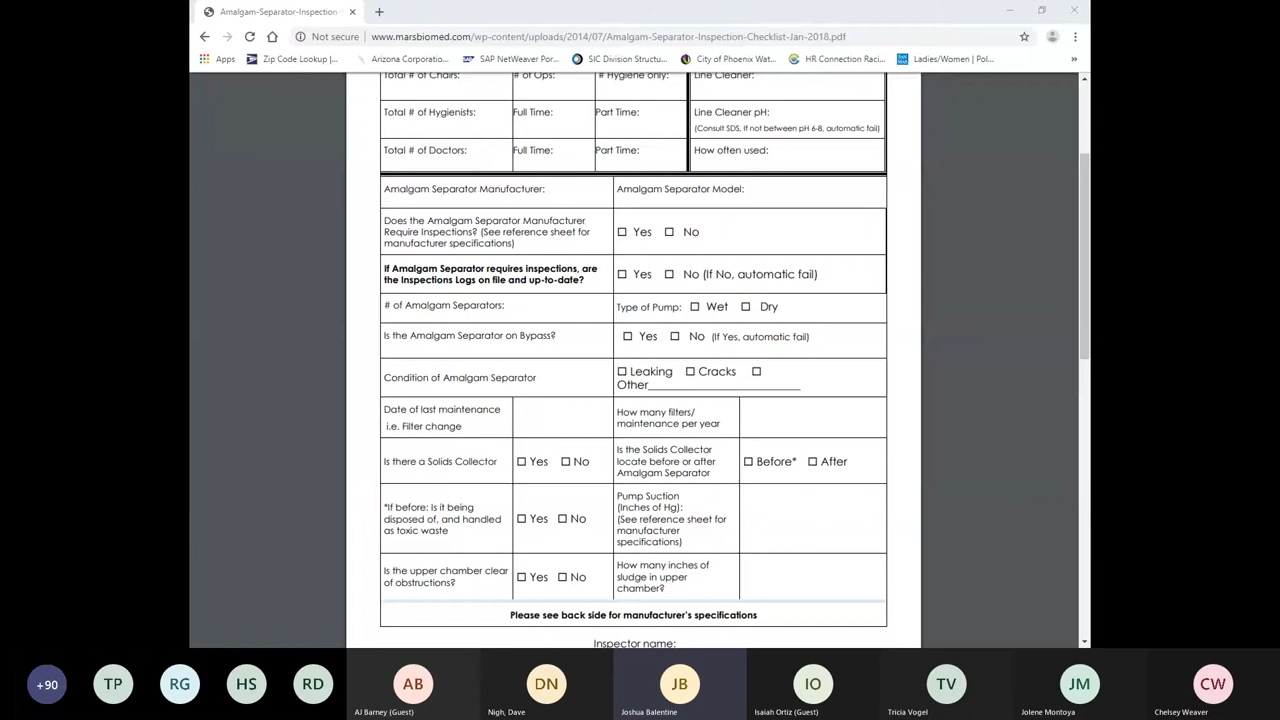 Amalgam-Separator-Inspection-
Not secure
www.marsbiomed.com/wp-content/uploads/2014/07/Amalgam-Separator-Inspection-Checklist-Jan-2018.pdf
Apps
Zip Code Lookup |...
Arizona Corporatio...
SAP NetWeaver Por...
SIC Division Structu...
City of Phoenix Wat...
HR Connection Raci...
Ladies/Women | Pol...
»
Total # of Chairs:
# of Ops:
# Hygiene only:
Line Cleaner:
Total # of Hygienists:
Full Time:
Part Time:
Line Cleaner pH:
(Consult SDS, If not between pH 6-8, automatic fail)
Total # of Doctors:
Full Time:
Part Time:
How often used:
Amalgam Separator Manufacturer:
Amalgam Separator Model:
Does the Amalgam Separator Manufacturer
Require Inspections? (See reference sheet for
manufacturer specifications)
Yes
No
If Amalgam Separator requires inspections, are
the Inspections Logs on file and up-to-date?
Yes
No (If No, automatic fail)
# of Amalgam Separators:
Type of Pump:
Wet
Dry
Is the Amalgam Separator on Bypass?
Yes
No (If Yes, automatic fail)
Condition of Amalgam Separator
Leaking
Cracks
Other__________________________
Date of last maintenance
i.e. Filter change
How many filters/
maintenance per year
Is there a Solids Collector
Yes
No
Is the Solids Collector
locate before or after
Amalgam Separator
Before*
After
*If before: Is it being
disposed of, and handled
as toxic waste
Yes
No
Pump Suction
(Inches of Hg):
(See reference sheet for
manufacturer
specifications)
Is the upper chamber clear
of obstructions?
Yes
No
How many inches of
sludge in upper
chamber?
Please see back side for manufacturer's specifications
Inspector name:
+90
TP
RG
HS
RD
AB
AJ Barney (Guest)
DN
Nigh, Dave
JB
Joshua Balentine
IO
Isaiah Ortiz (Guest)
TV
Tricia Vogel
JM
Jolene Montoya
CW
Chelsey Weaver